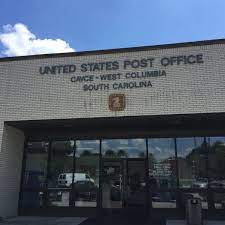 UNITED STATES POST OFFICE
CAYCE-WEST COLUMBIA
SOUTH CAROLINA